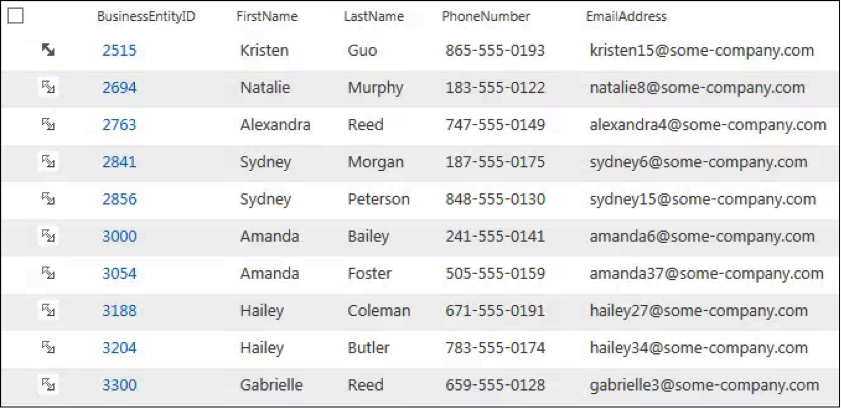 BusinessEntityID FirstName LastName PhoneNumber EmailAddress
2515 Kristen Guo 865-555-0193 kristen15@some-company.com
2694 Natalie Murphy 183-555-0122 natalie8@some-company.com
2763 Alexandra Reed 747-555-0149 alexandra4@some-company.com
2841 Sydney Morgan 187-555-0175 sydney6@some-company.com
2856 Sydney Peterson 848-555-0130 sydney15@some-company.com
3000 Amanda Bailey 241-555-0141 amanda6@some-company.com
3054 Amanda Foster 505-555-0159 amanda37@some-company.com
3188 Hailey Coleman 671-555-0191 hailey27@some-company.com
3204 Hailey Butler 783-555-0174 hailey34@some-company.com
3300 Gabrielle Reed 659-555-0128 gabrielle3@some-company.com